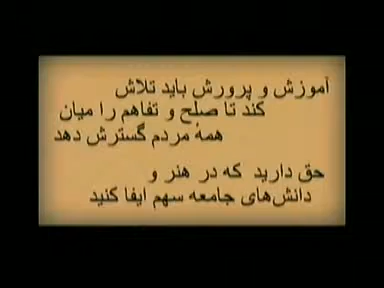 آموزش و پرورش باید تلاش
کند تا صلح و تفاهم را میان
همهٔ مردم گسترش دهد
حق دارید که در هنر و
دانش‌های جامعه سهم ایفا کنید